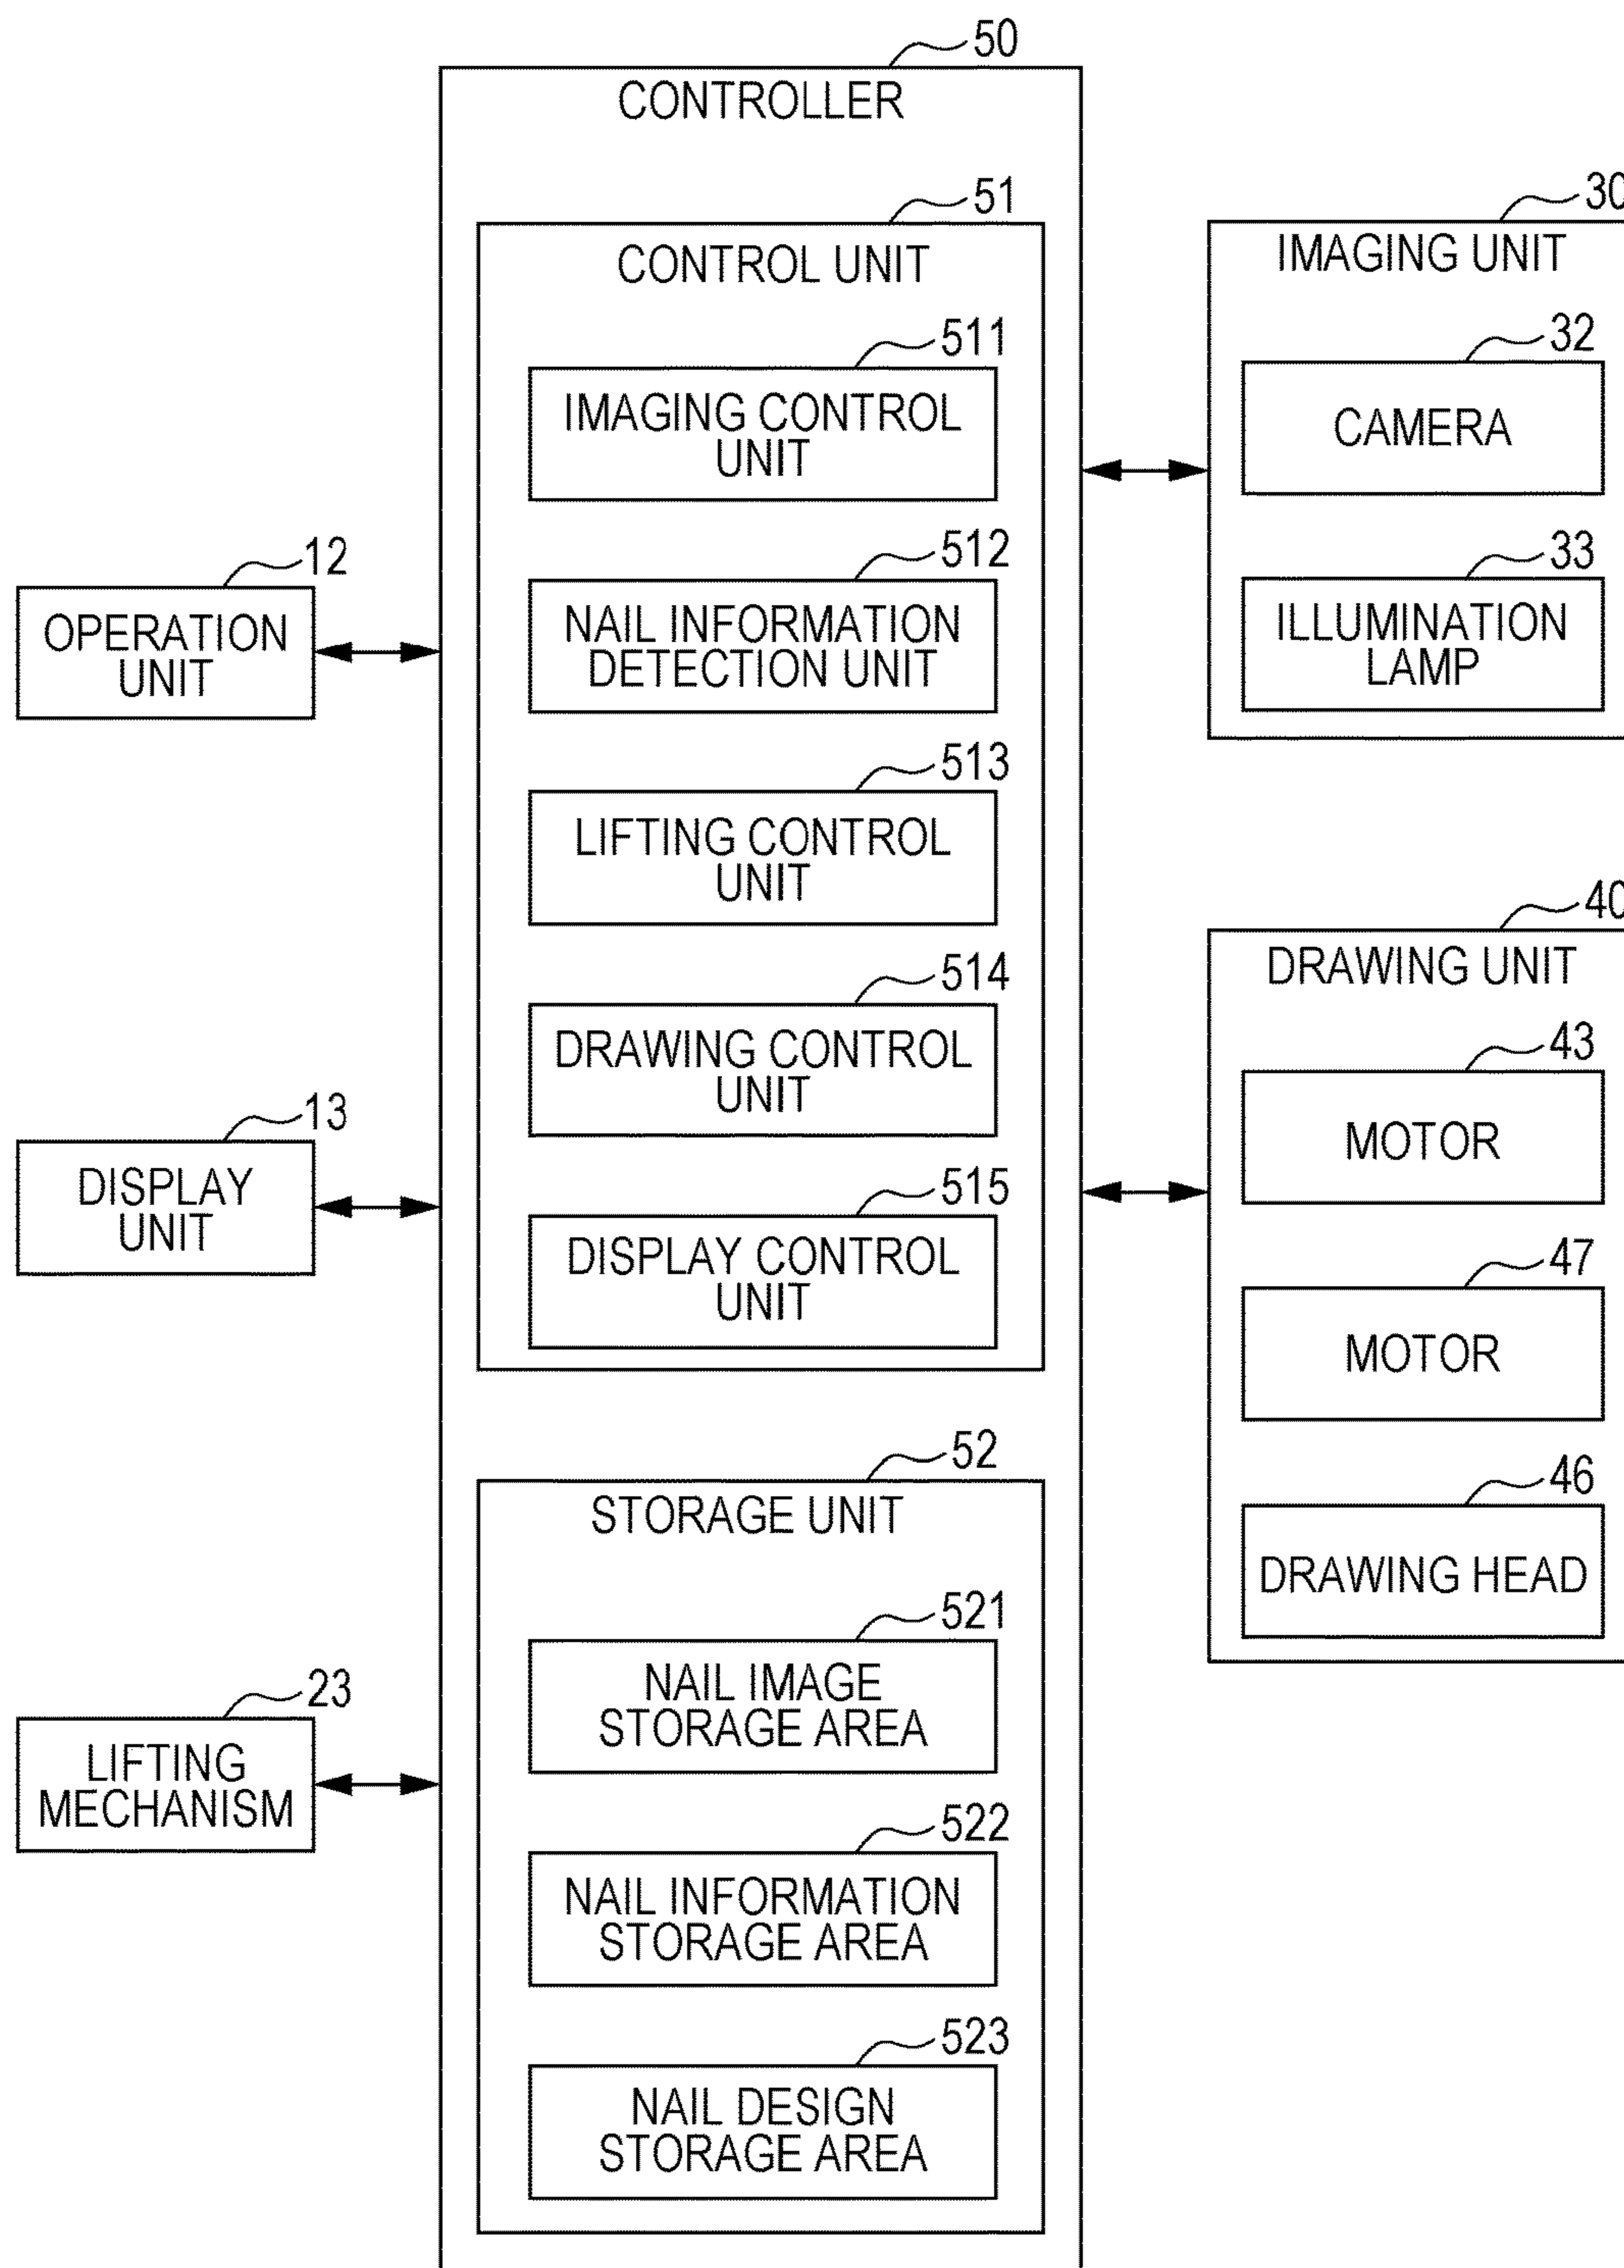 50
CONTROLLER
51
CONTROL UNIT
511
IMAGING CONTROL
UNIT
512
NAIL INFORMATION
DETECTION UNIT
513
LIFTING CONTROL
UNIT
514
DRAWING CONTROL
UNIT
515
DISPLAY CONTROL
UNIT
52
STORAGE UNIT
521
NAIL IMAGE
STORAGE AREA
522
NAIL INFORMATION
STORAGE AREA
523
NAIL DESIGN
STORAGE AREA
12
OPERATION
UNIT
13
DISPLAY
UNIT
23
LIFTING
MECHANISM
30
IMAGING UNIT
32
CAMERA
33
ILLUMINATION
LAMP
40
DRAWING UNIT
43
MOTOR
47
MOTOR
46
DRAWING HEAD